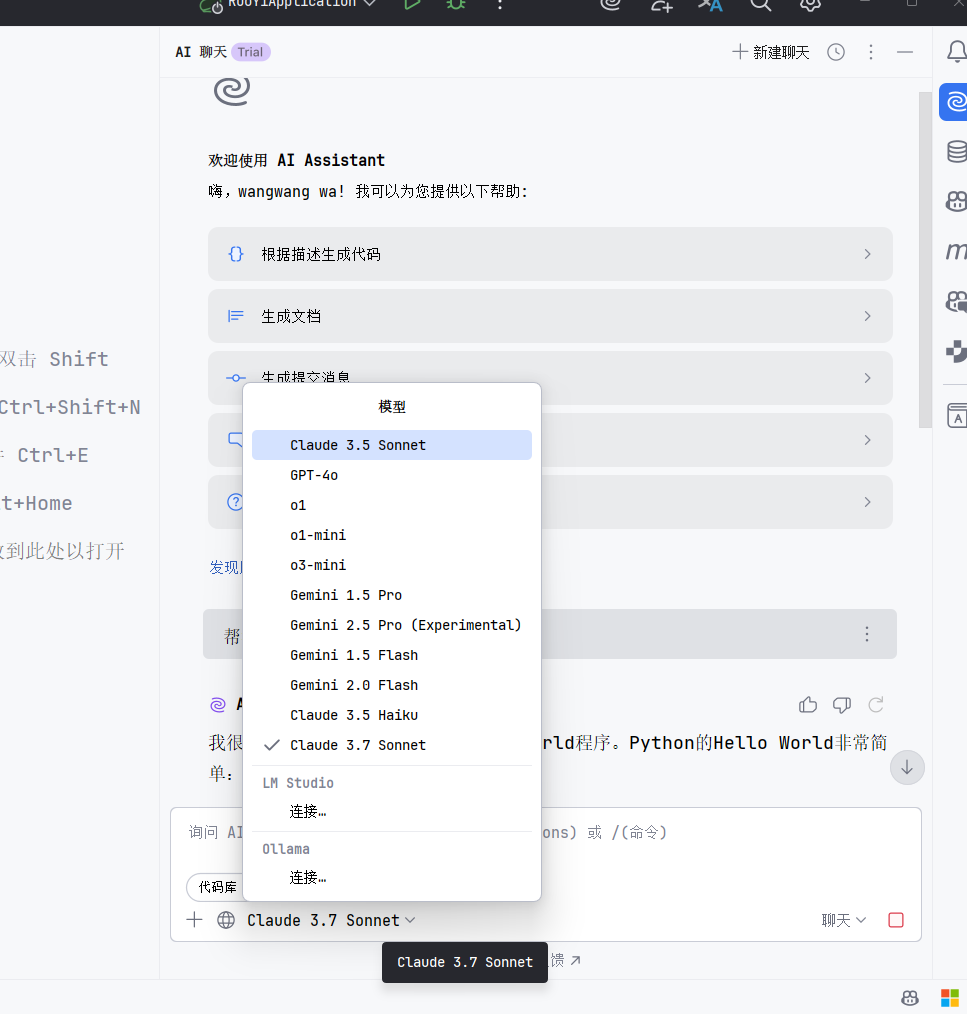 RuoYiApplication
AI 聊天 Trial
新建聊天
欢迎使用 AI Assistant
嗨，wangwang wa! 我可以为您提供以下帮助:
根据描述生成代码
生成文档
生成提交消息
双击 Shift
Ctrl+Shift+N
Ctrl+E
t+Home
到此处以打开
模型
Claude 3.5 Sonnet
GPT-4o
o1
o1-mini
o3-mini
Gemini 1.5 Pro
Gemini 2.5 Pro (Experimental)
Gemini 1.5 Flash
Gemini 2.0 Flash
Claude 3.5 Haiku
Claude 3.7 Sonnet
LM Studio
连接…
Ollama
连接…
发现
帮
A
我很 rld程序。Python的Hello World非常简
单:
询问 AI ons) 或 /(命令)
代码库
Claude 3.7 Sonnet
聊天
Claude 3.7 Sonnet
馈